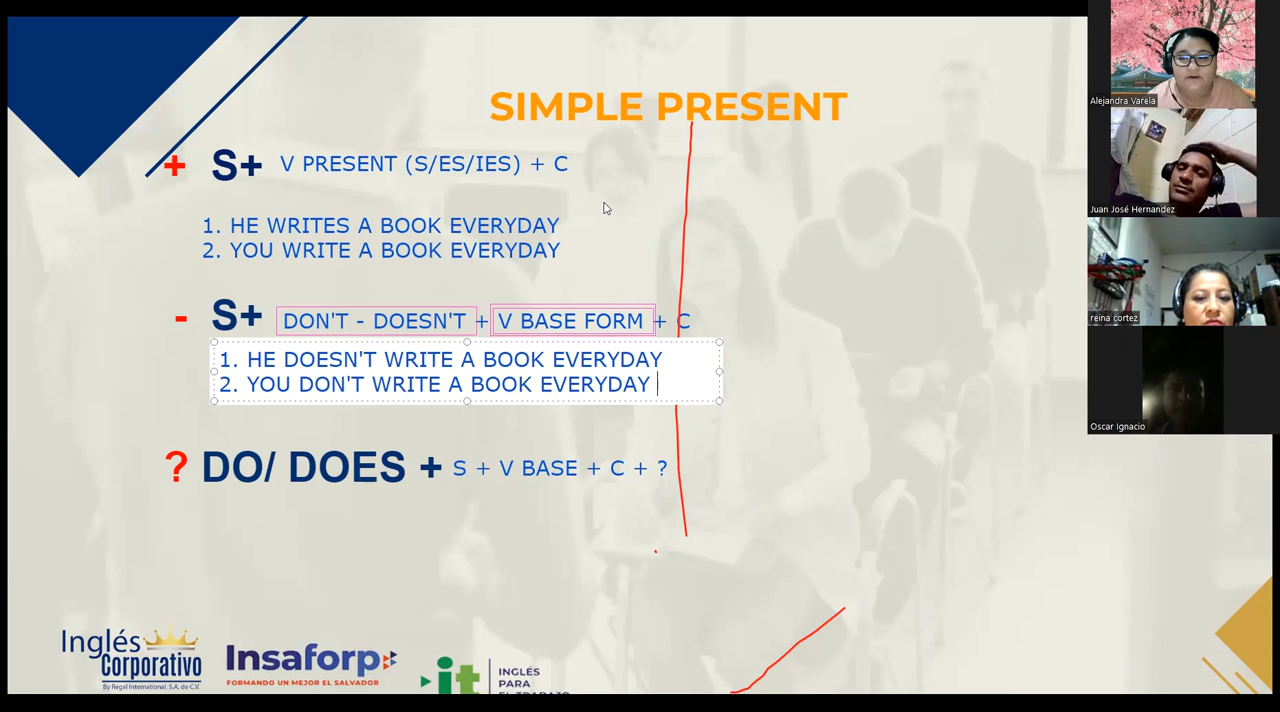 SIMPLE PRESENT
+ S+ V PRESENT (S/ES/IES) + C
1. HE WRITES A BOOK EVERYDAY
2. YOU WRITE A BOOK EVERYDAY
- S+ DON'T - DOESN'T + V BASE FORM + C
1. HE DOESN'T WRITE A BOOK EVERYDAY
2. YOU DON'T WRITE A BOOK EVERYDAY
? DO/ DOES + S + V BASE + C + ?
Inglés
Corporativo
By Regal International, S.A. de C.V.
Insaforp
FORMANDO UN MEJOR EL SALVADOR
it
INGLÉS
PARA
EL TRABAJO
Alejandra Varela
Juan José Hernandez
reina cortez
Oscar Ignacio